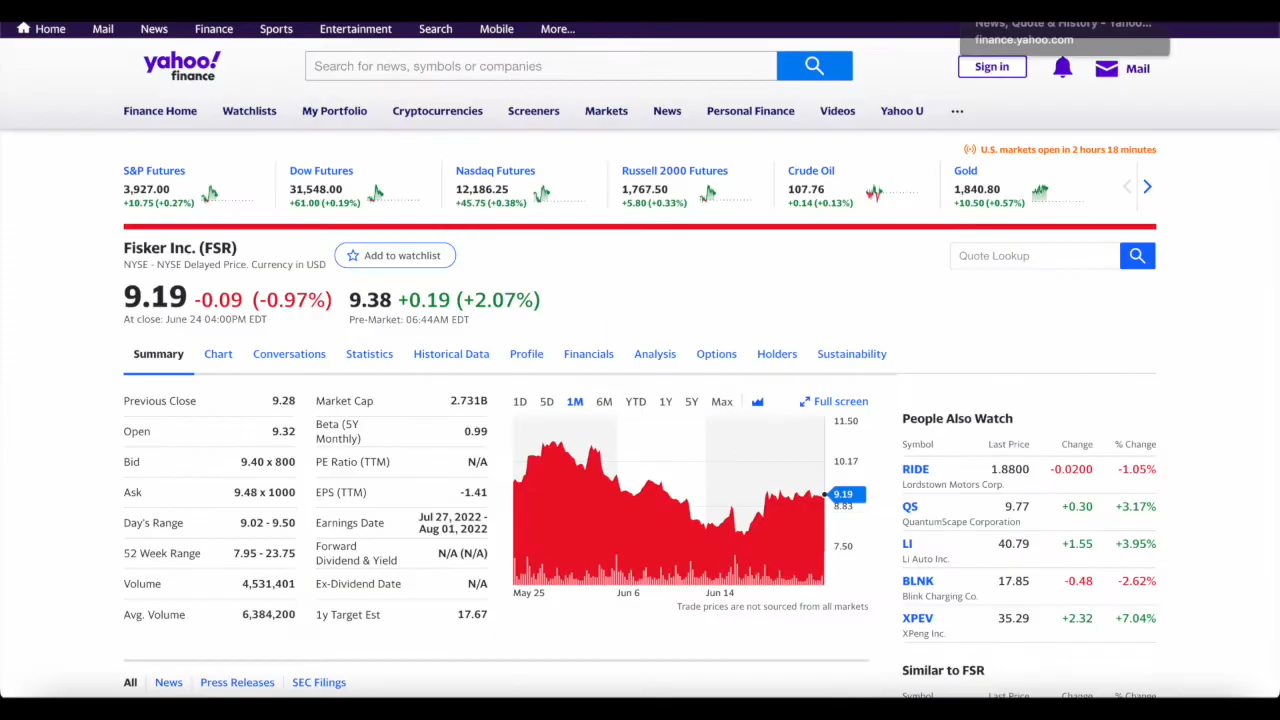 Home Mail News Finance Sports Entertainment Search Mobile More...
News, Quote & History - Yahoo...
finance.yahoo.com
yahoo!
finance
Search for news, symbols or companies
Sign in
Mail
Finance Home Watchlists My Portfolio Cryptocurrencies Screeners Markets News Personal Finance Videos Yahoo U ...
U.S. markets open in 2 hours 18 minutes
S&P Futures Dow Futures Nasdaq Futures Russell 2000 Futures Crude Oil Gold
3,927.00 31,548.00 12,186.25 1,767.50 107.76 1,840.80
+10.75 (+0.27%) +61.00 (+0.19%) +45.75 (+0.38%) +5.80 (+0.33%) +0.14 (+0.13%) +10.50 (+0.57%)
Fisker Inc. (FSR)
NYSE - NYSE Delayed Price. Currency in USD
Add to watchlist
Quote Lookup
9.19 -0.09 (-0.97%) 9.38 +0.19 (+2.07%)
At close: June 24 04:00PM EDT Pre-Market: 06:44AM EDT
Summary Chart Conversations Statistics Historical Data Profile Financials Analysis Options Holders Sustainability
Previous Close 9.28
Open 9.32
Bid 9.40 x 800
Ask 9.48 x 1000
Day's Range 9.02 - 9.50
52 Week Range 7.95 - 23.75
Volume 4,531,401
Avg. Volume 6,384,200
Market Cap 2.731B
Beta (5Y
Monthly) 0.99
PE Ratio (TTM) N/A
EPS (TTM) -1.41
Earnings Date Jul 27, 2022 -
Aug 01, 2022
Forward
Dividend & Yield N/A (N/A)
Ex-Dividend Date N/A
1y Target Est 17.67
1D 5D 1M 6M YTD 1Y 5Y Max Full screen
11.50
10.17
9.19
8.83
7.50
May 25 Jun 6 Jun 14
Trade prices are not sourced from all markets
People Also Watch
Symbol Last Price Change % Change
RIDE 1.8800 -0.0200 -1.05%
Lordstown Motors Corp.
QS 9.77 +0.30 +3.17%
QuantumScape Corporation
LI 40.79 +1.55 +3.95%
Li Auto Inc.
BLNK 17.85 -0.48 -2.62%
Blink Charging Co.
XPEV 35.29 +2.32 +7.04%
XPeng Inc.
Similar to FSR
Symbol Last Price Change % Change
All News Press Releases SEC Filings